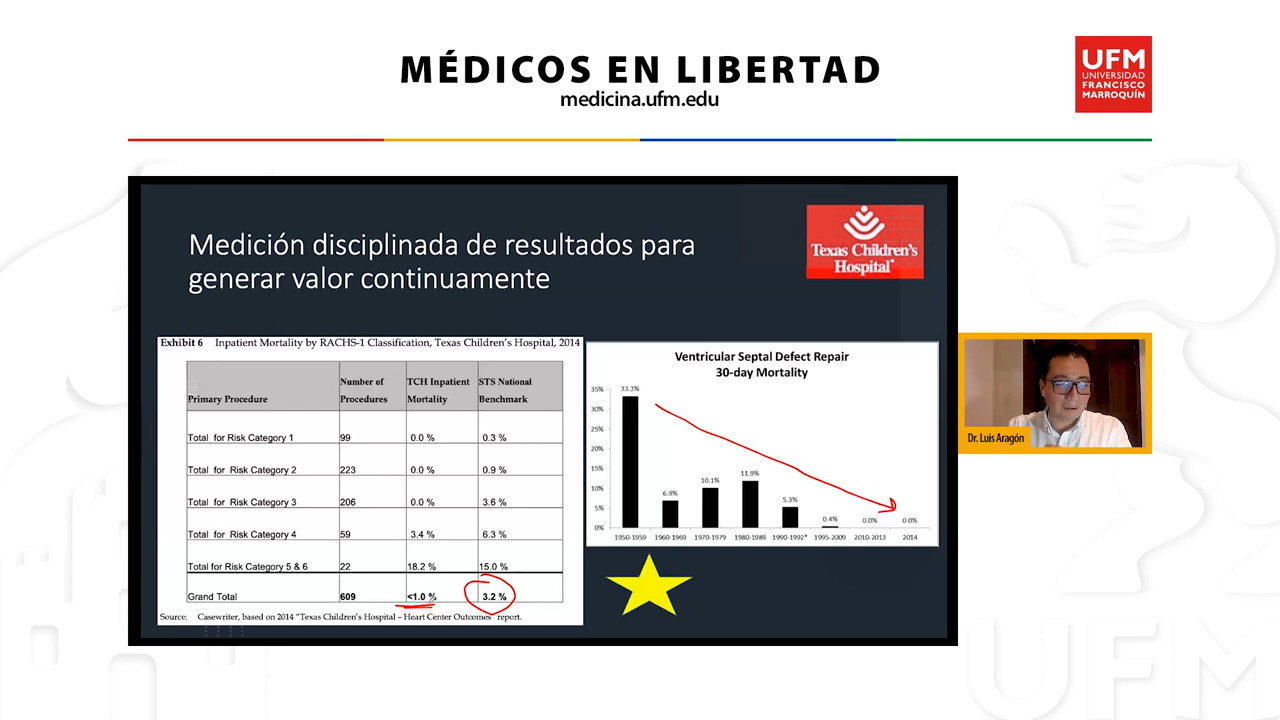 MÉDICOS EN LIBERTAD
medicina.ufm.edu
UFM
UNIVERSIDAD
FRANCISCO
MARROQUÍN
Medición disciplinada de resultados para
generar valor continuamente
Texas Children's
Hospital
Exhibit 6 Inpatient Mortality by RACHS-1 Classification, Texas Children's Hospital, 2014
Primary Procedure Number of Procedures TCH Inpatient Mortality STS National Benchmark
Total for Risk Category 1 99 0.0 % 0.3 %
Total for Risk Category 2 223 0.0 % 0.9 %
Total for Risk Category 3 206 0.0 % 3.6 %
Total for Risk Category 4 59 3.4 % 6.3 %
Total for Risk Category 5 & 6 22 18.2 % 15.0 %
Grand Total 609 <1.0 % 3.2 %
Source: Casewriter, based on 2014 "Texas Children's Hospital – Heart Center Outcomes" report.
Ventricular Septal Defect Repair
30-day Mortality
35%
30%
25%
20%
15%
10%
5%
0%
33.3%
6.9%
10.1%
11.9%
5.3%
0.4%
0.0%
0.0%
1950-1959 1960-1969 1970-1979 1980-1989 1990-1992* 1995-2009 2010-2013 2014
Dr. Luis Aragón
UFM